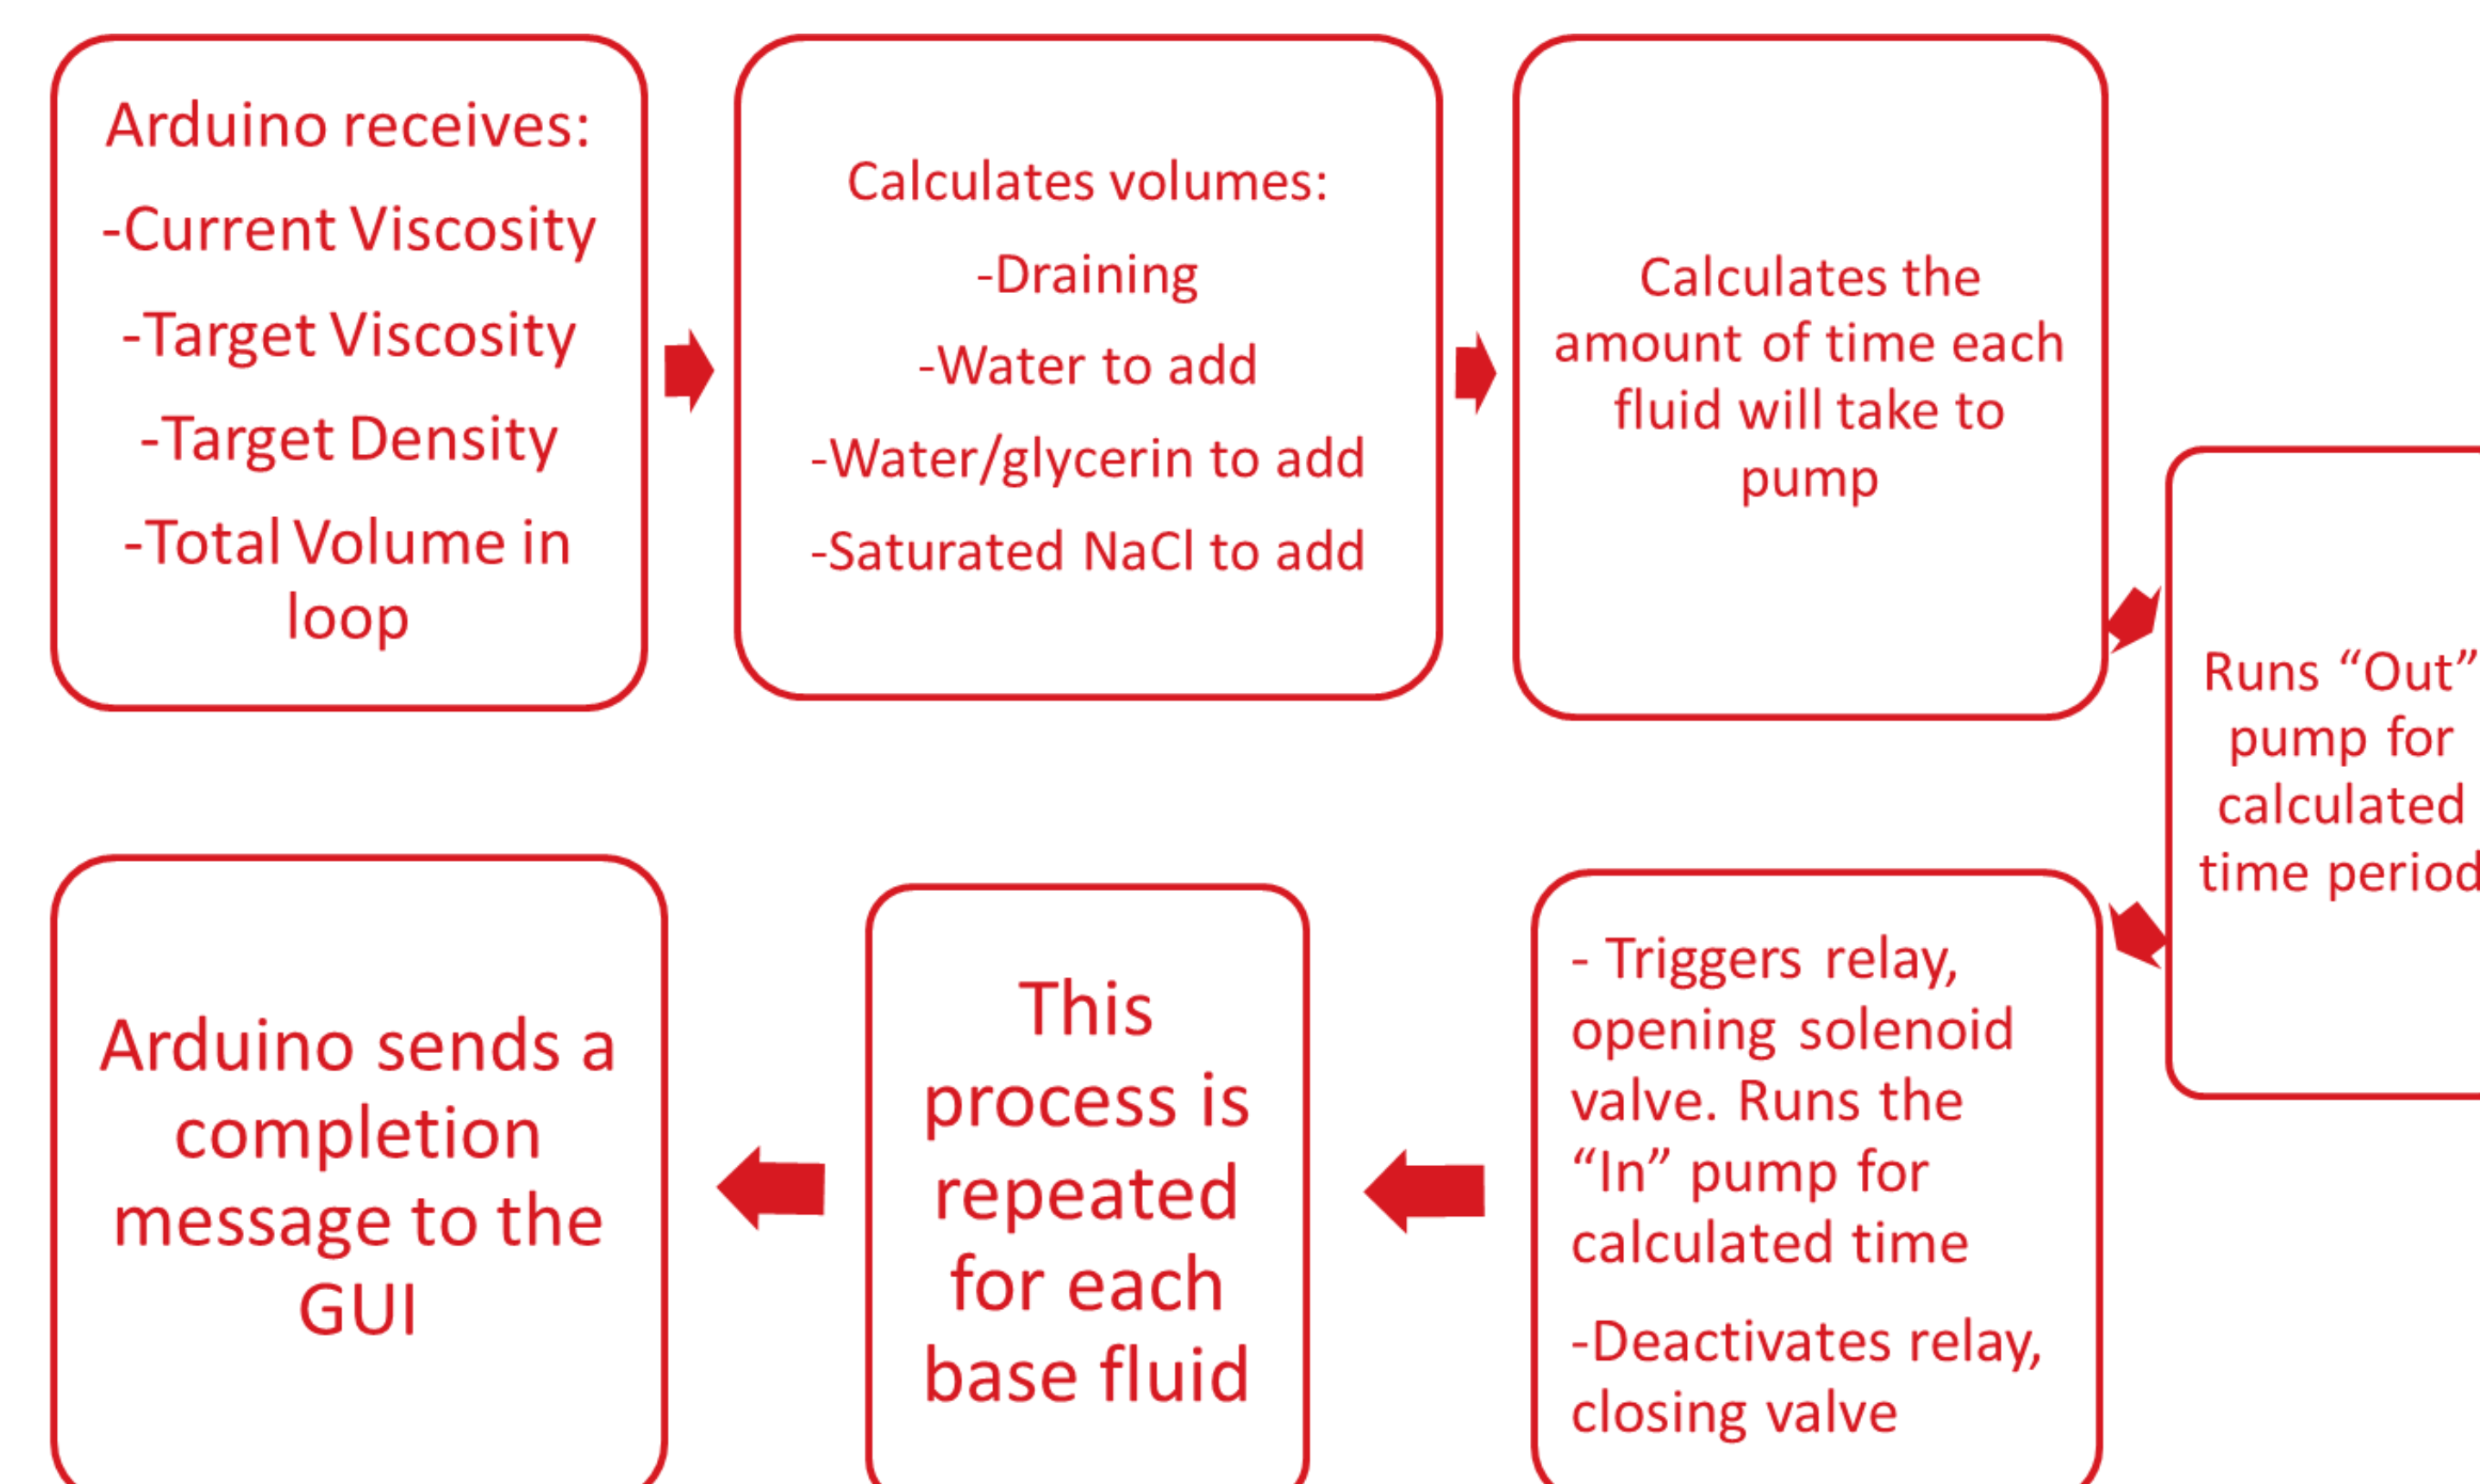 Arduino receives:
-Current Viscosity
-Target Viscosity
-Target Density
-Total Volume in
loop
Calculates volumes:
-Draining
-Water to add
-Water/glycerin to add
-Saturated NaCl to add
Calculates the
amount of time each
fluid will take to
pump
Runs “Out”
pump for
calculated
time period
- Triggers relay,
opening solenoid
valve. Runs the
“In” pump for
calculated time
-Deactivates relay,
closing valve
This
process is
repeated
for each
base fluid
Arduino sends a
completion
message to the
GUI